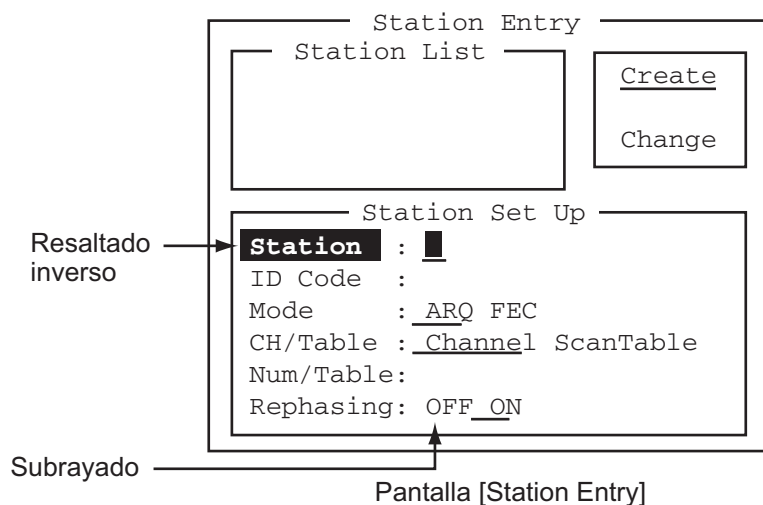 Station Entry
Station List
Create
Change
Station Set Up
Resaltado
inverso
Station :
ID Code :
Mode : ARQ FEC
CH/Table : Channel ScanTable
Num/Table:
Rephasing: OFF ON
Subrayado
Pantalla [Station Entry]